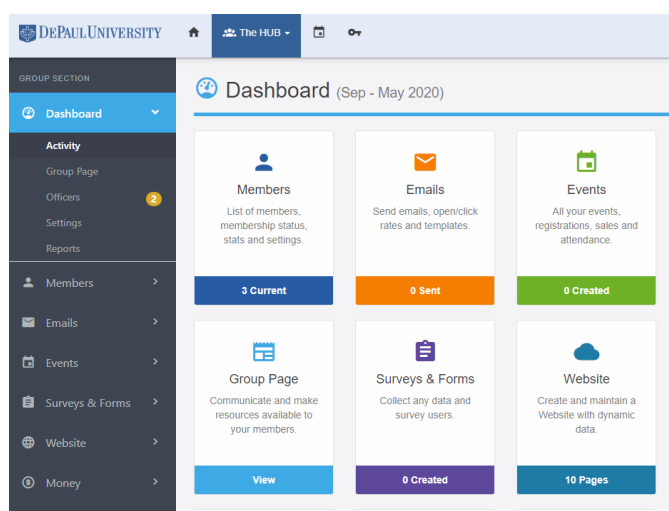 DEPAUL UNIVERSITY
The HUB
GROUP SECTION
Dashboard
Activity
Group Page
Officers 2
Settings
Reports
Members
Emails
Events
Surveys & Forms
Website
Money
Dashboard (Sep - May 2020)
Members
List of members,
membership status,
stats and settings.
3 Current
Emails
Send emails, open/click
rates and templates.
0 Sent
Events
All your events,
registrations, sales and
attendance.
0 Created
Group Page
Communicate and make
resources available to
your members.
View
Surveys & Forms
Collect any data and
survey users.
0 Created
Website
Create and maintain a
Website with dynamic
data.
10 Pages